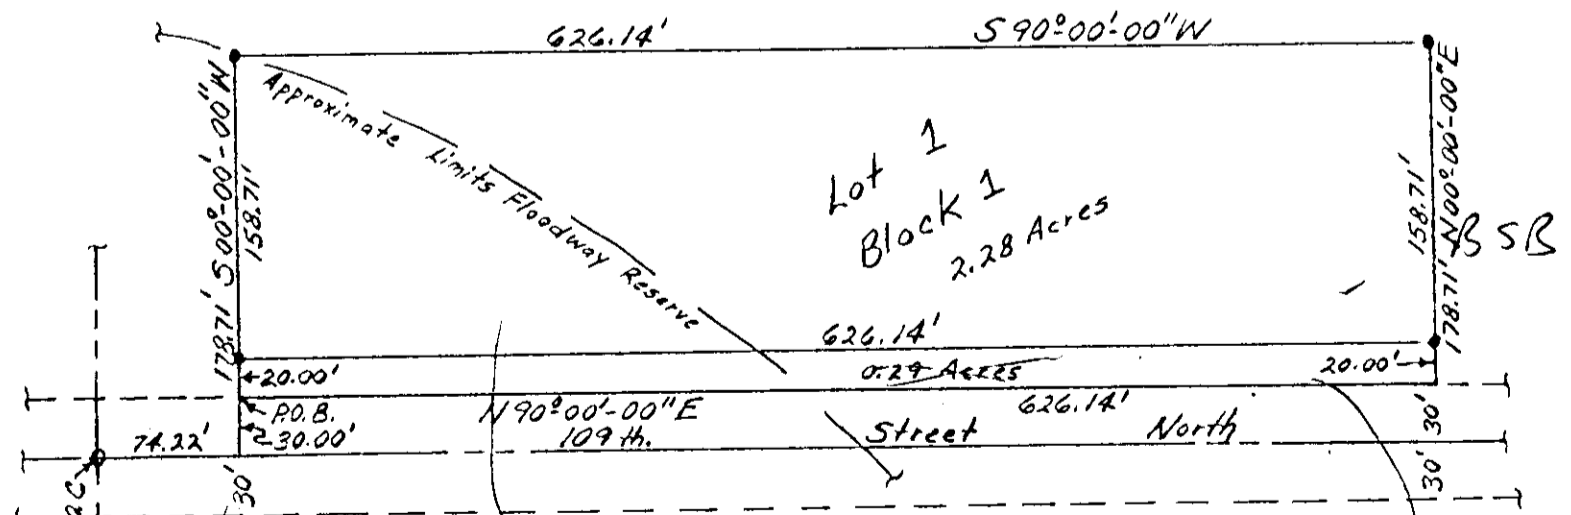 626.14'
S 90°-00'-00" W
S 00°-00'-00" W
158.71'
178.71'
Approximate Limits Floodway Reserve
Lot 1
Block 1
2.28 Acres
N 00°-00'-00" E
158.71'
178.71'
B S B
626.14'
20.00'
0.29 Acres
20.00'
P.O.B.
N 90°-00'-00" E
626.14'
30.00'
74.22'
109 th. Street North
30'
30'
30'